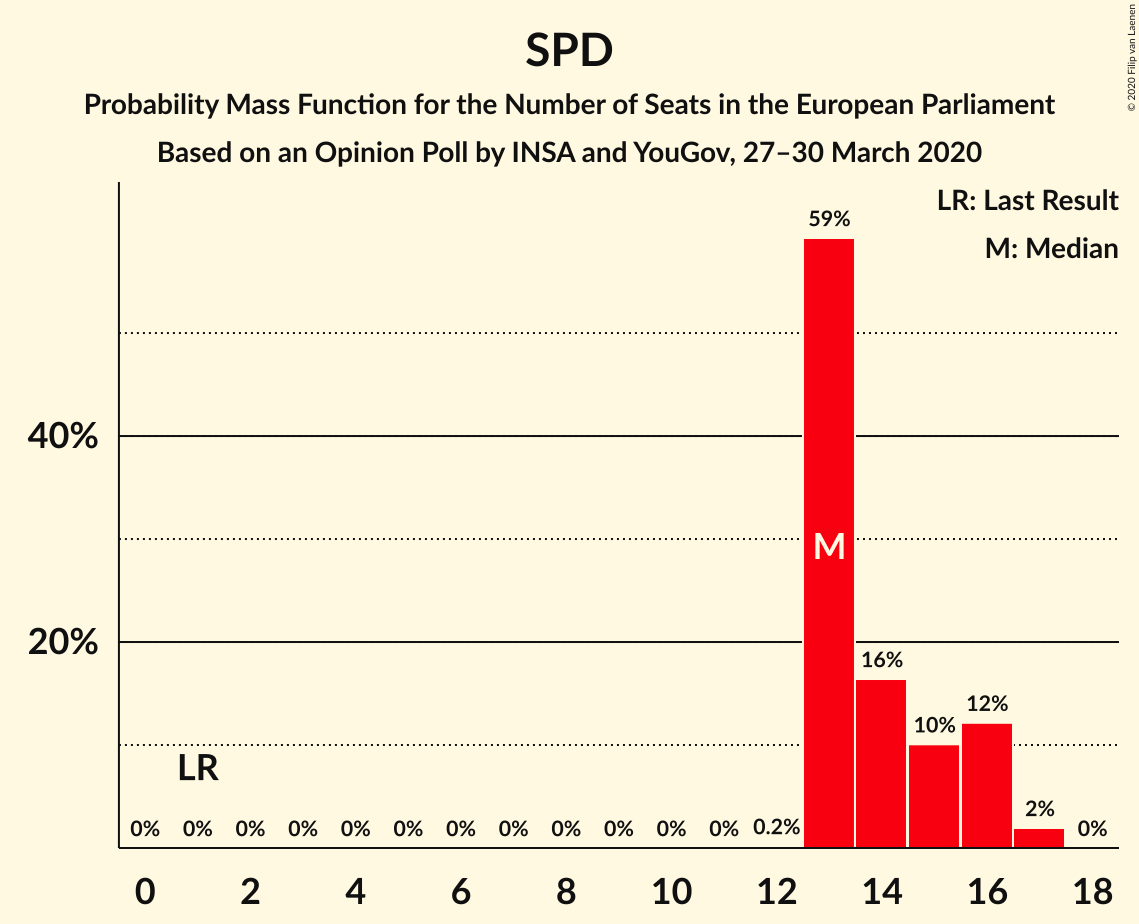 SPD
Probability Mass Function for the Number of Seats in the European Parliament
Based on an Opinion Poll by INSA and YouGov, 27–30 March 2020
© 2020 Filip van Laenen
LR: Last Result
M: Median
59%
40%
M
20%
16%
12%
10%
LR
2%
0% 0% 0% 0% 0% 0% 0% 0% 0% 0% 0% 0% 0.2% 0%
0 2 4 6 8 10 12 14 16 18